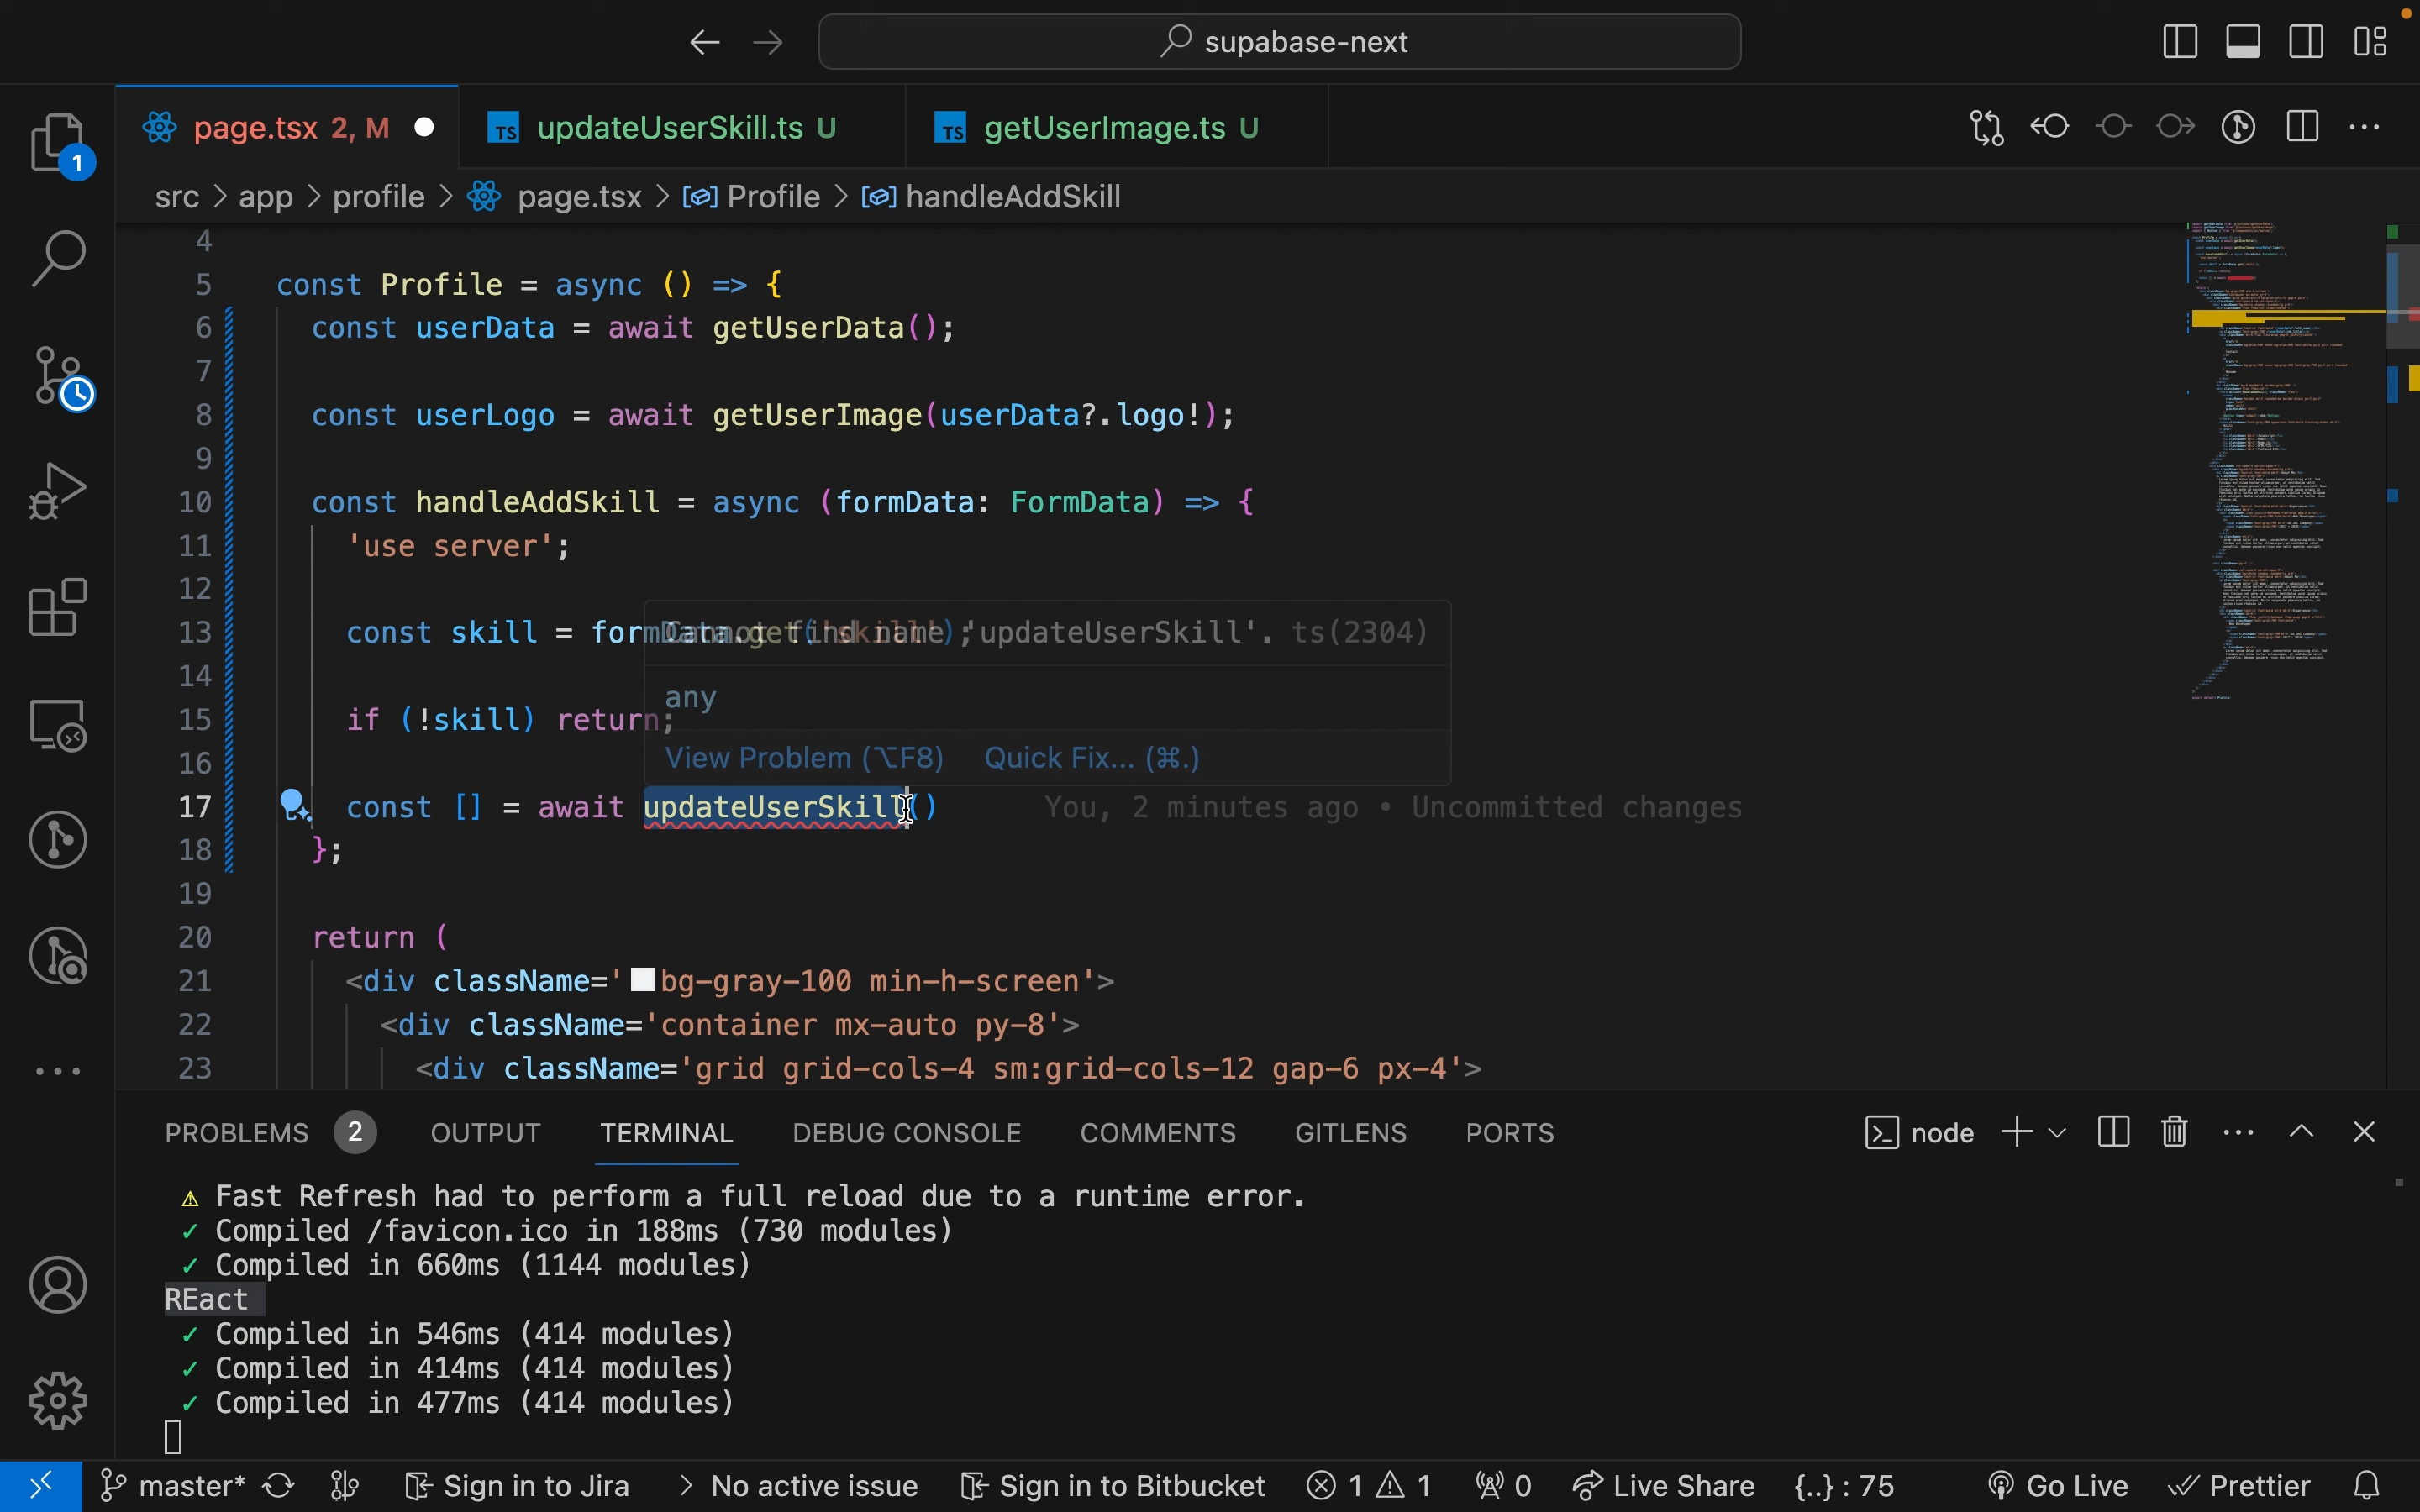 supabase-next
page.tsx 2, M
updateUserSkill.ts U
getUserImage.ts U
1
src > app > profile > page.tsx > Profile > handleAddSkill
4
5 const Profile = async () => {
6 const userData = await getUserData();
7
8 const userLogo = await getUserImage(userData?.logo!);
9
10 const handleAddSkill = async (formData: FormData) => {
11 'use server';
12
13 const skill = formData.get('skill');
Cannot find name 'updateUserSkill'. ts(2304)
14
any
15 if (!skill) return;
View Problem (⌥F8) Quick Fix... (⌘.)
16
17 const [] = await updateUserSkill() You, 2 minutes ago • Uncommitted changes
18 };
19
20 return (
21 <div className='bg-gray-100 min-h-screen'>
22 <div className='container mx-auto py-8'>
23 <div className='grid grid-cols-4 sm:grid-cols-12 gap-6 px-4'>
PROBLEMS 2 OUTPUT TERMINAL DEBUG CONSOLE COMMENTS GITLENS PORTS node
⚠ Fast Refresh had to perform a full reload due to a runtime error.
✓ Compiled /favicon.ico in 188ms (730 modules)
✓ Compiled in 660ms (1144 modules)
REact
✓ Compiled in 546ms (414 modules)
✓ Compiled in 414ms (414 modules)
✓ Compiled in 477ms (414 modules)
master* Sign in to Jira > No active issue Sign in to Bitbucket 1 1 0 Live Share {..} : 75 Go Live Prettier